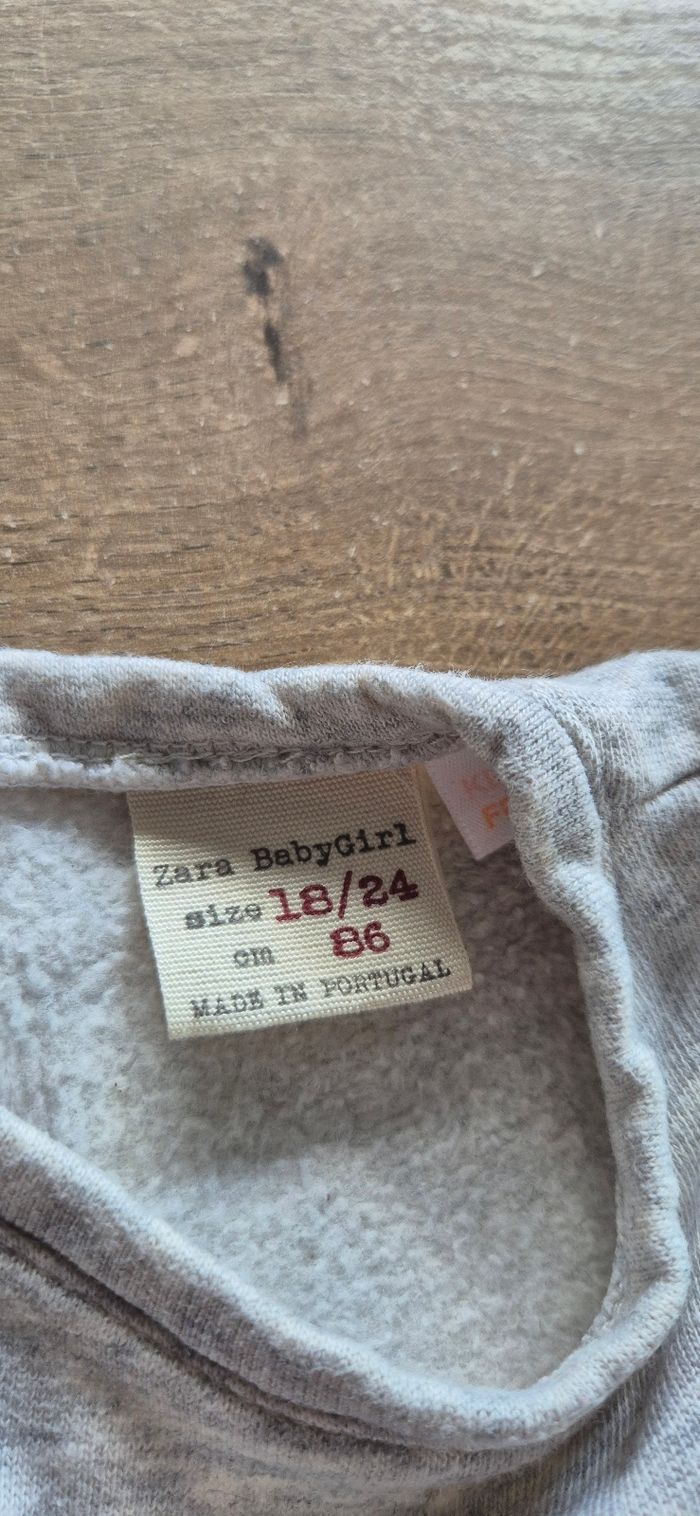 Zara BabyGirl
size 18/24
cm 86
MADE IN PORTUGAL